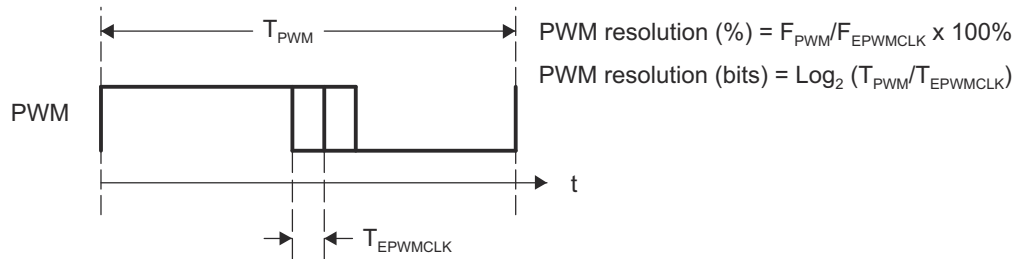 T_PWM
PWM resolution (%) = F_PWM/F_EPWMCLK x 100%
PWM resolution (bits) = Log_2 (T_PWM/T_EPWMCLK)
PWM
t
T_EPWMCLK